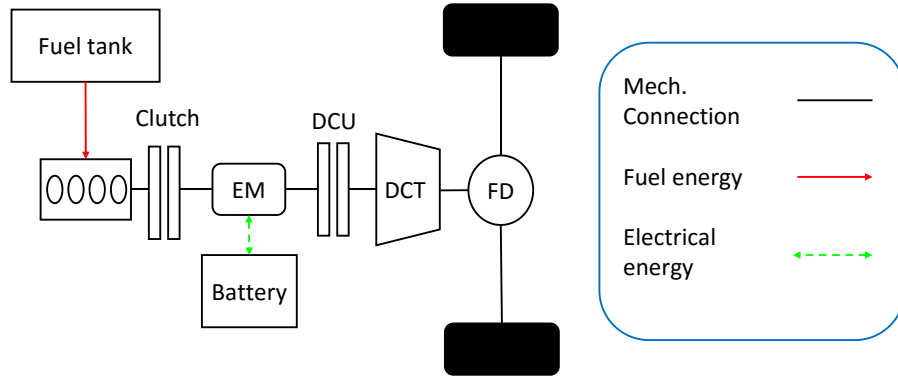 Fuel tank
Clutch
DCU
EM
DCT
FD
Battery
Mech.
Connection
Fuel energy
Electrical
energy